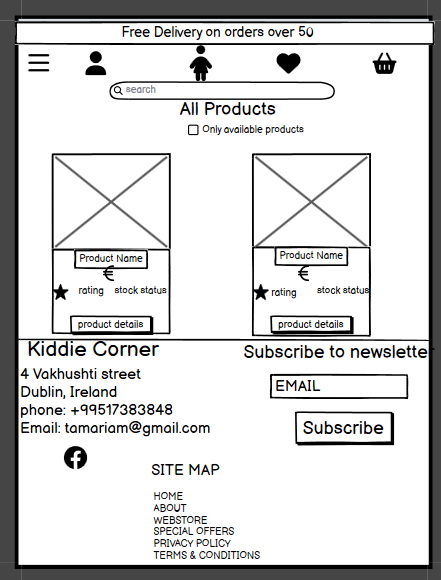 Free Delivery on orders over 50
search
All Products
Only available products
Product Name
€
rating stock status
product details
Product Name
€
rating stock status
product details
Kiddie Corner
4 Vakhushti street
Dublin, Ireland
phone: +99517383848
Email: tamariam@gmail.com
Subscribe to newsletter
EMAIL
Subscribe
SITE MAP
HOME
ABOUT
WEBSTORE
SPECIAL OFFERS
PRIVACY POLICY
TERMS & CONDITIONS